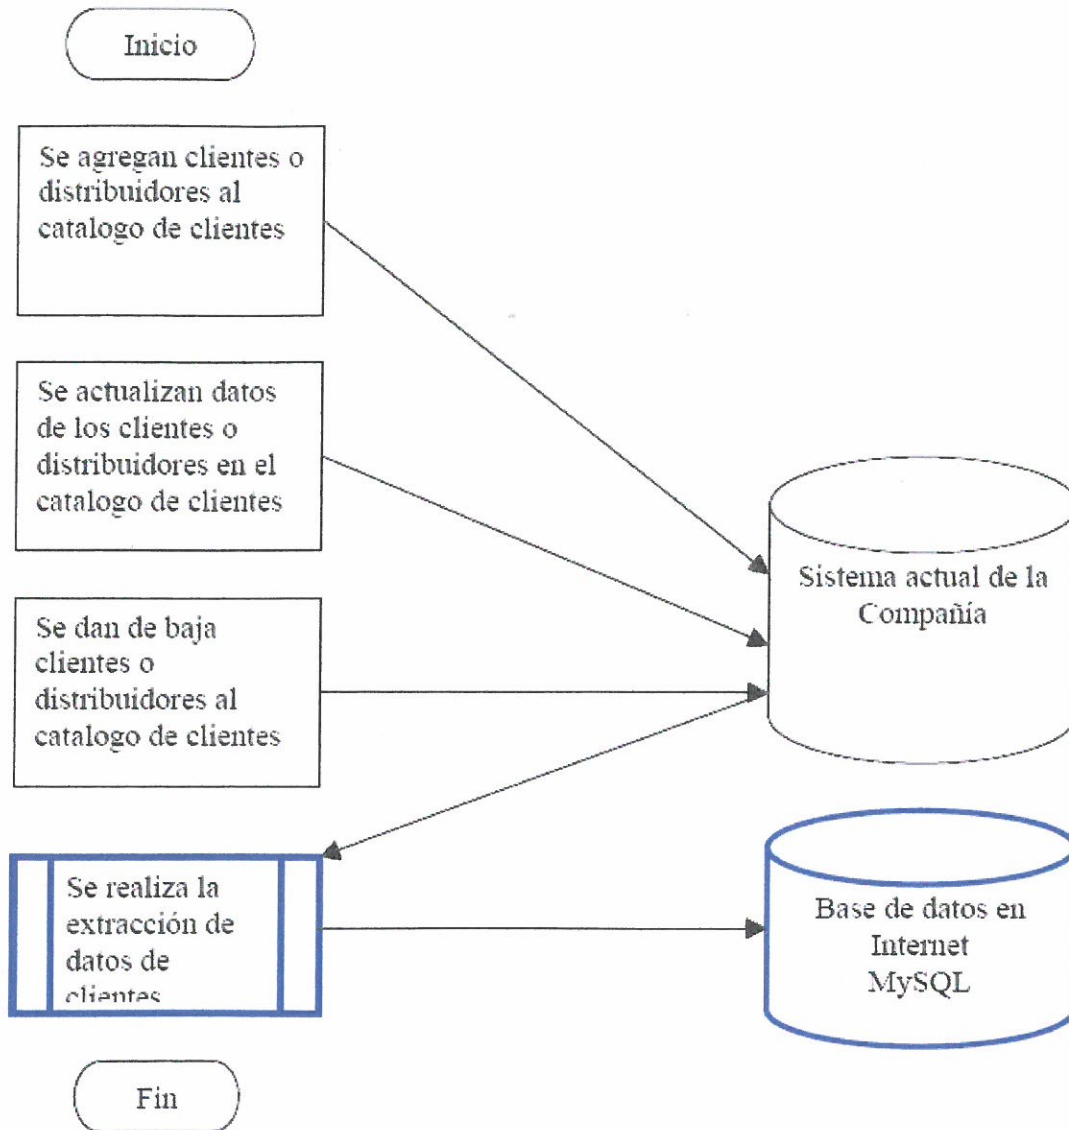 Inicio
Se agregan clientes o
distribuidores al
catalogo de clientes
Se actualizan datos
de los clientes o
distribuidores en el
catalogo de clientes
Sistema actual de la
Compañía
Se dan de baja
clientes o
distribuidores al
catalogo de clientes
Se realiza la
extracción de
datos de
clientes
Base de datos en
Internet
MySQL
Fin